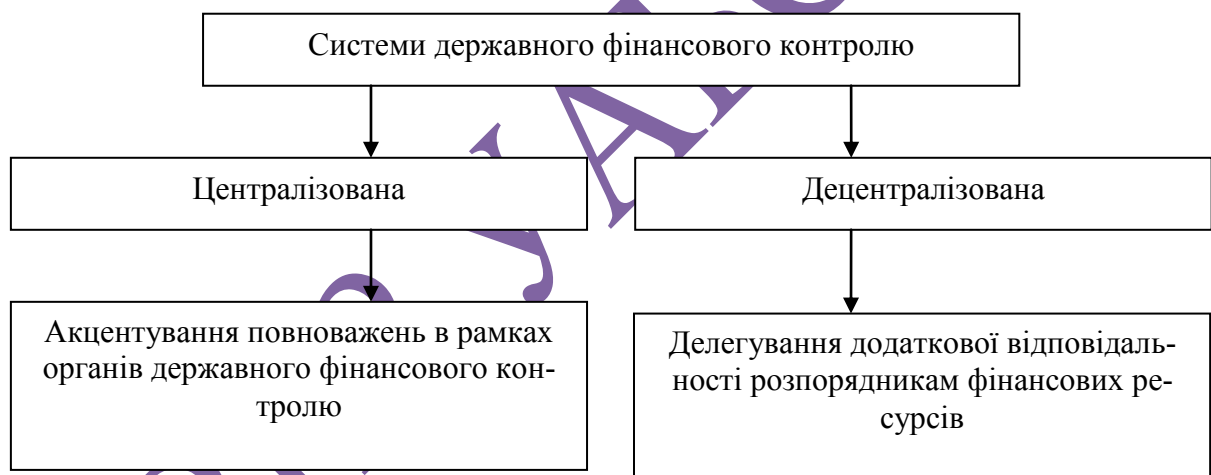 Системи державного фінансового контролю
Централізована
Децентралізована
Акцентування повноважень в рамках
органів державного фінансового кон-
тролю
Делегування додаткової відповідаль-
ності розпорядникам фінансових ре-
сурсів